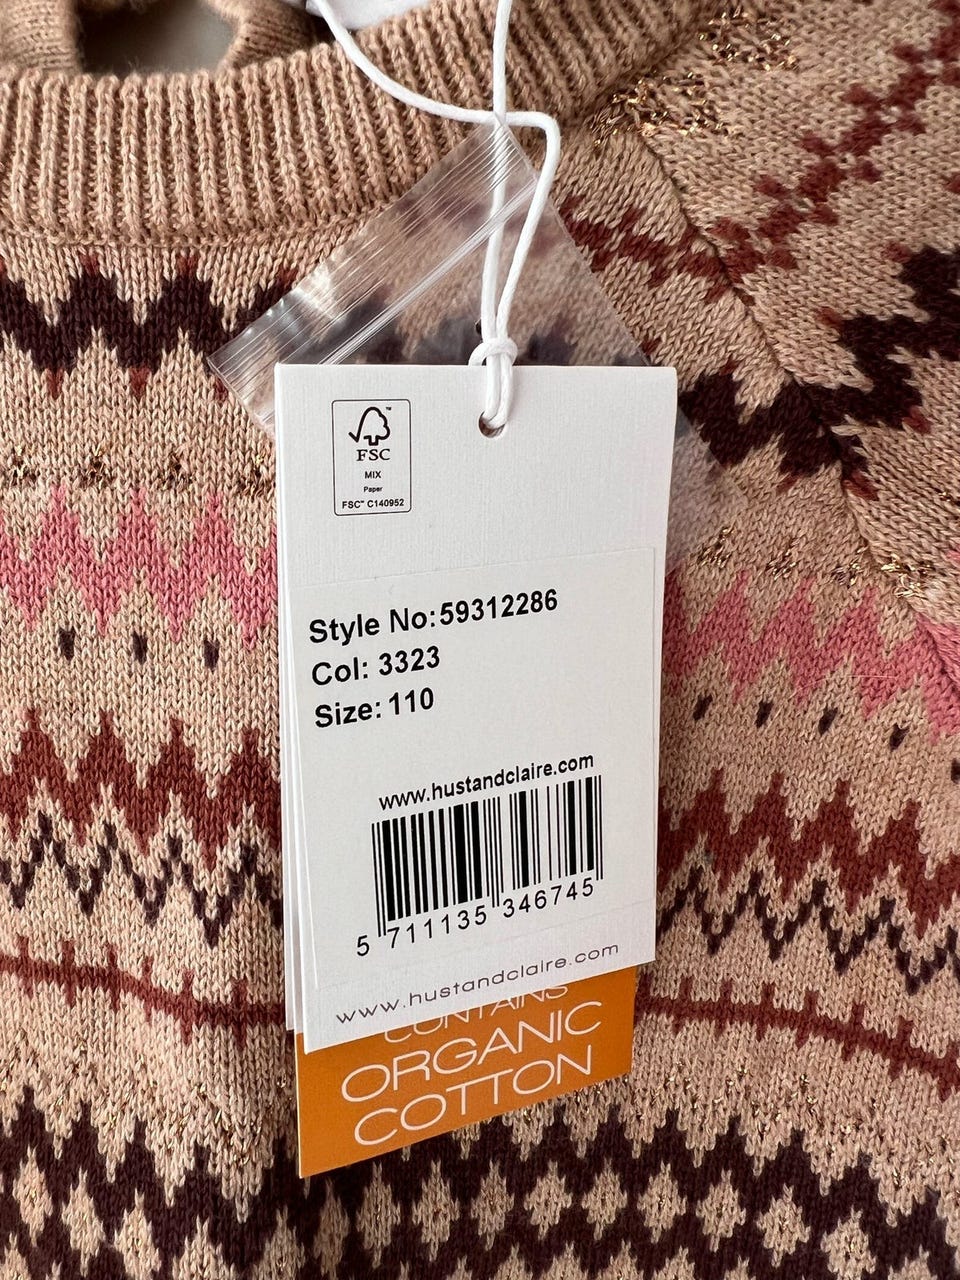 FSC
MIX
Paper
FSC™ C140952
Style No:59312286
Col: 3323
Size: 110
www.hustandclaire.com
5 711135 346745
www.hustandclaire.com
CONTAINS
ORGANIC
COTTON